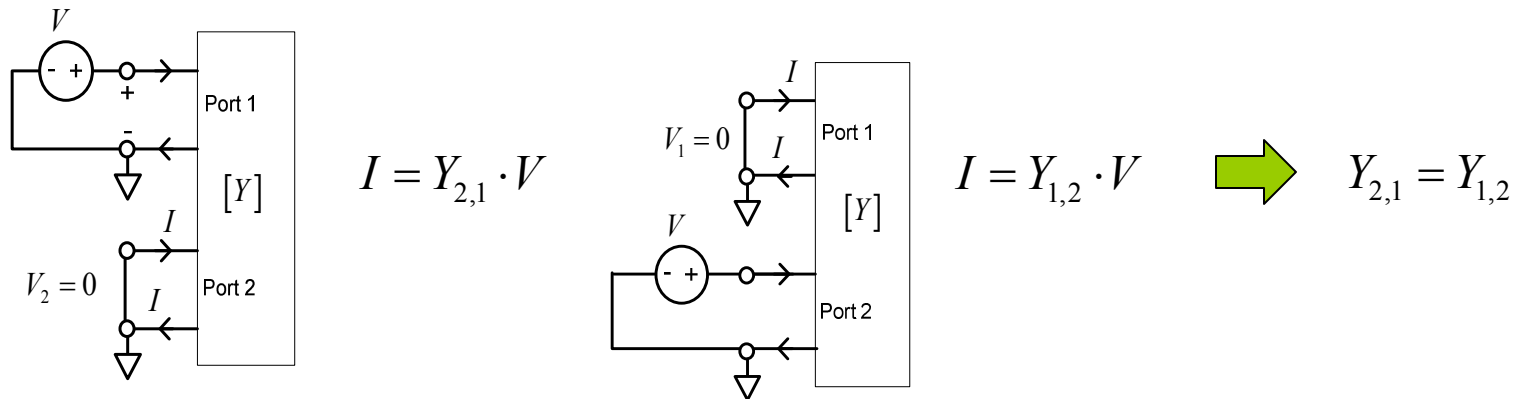 V
- +
+
-
Port 1
[Y]
I
V₂ = 0
I
Port 2
I = Y₂,₁ · V
I
V₁ = 0
I
Port 1
[Y]
V
- +
Port 2
I = Y₁,₂ · V
Y₂,₁ = Y₁,₂